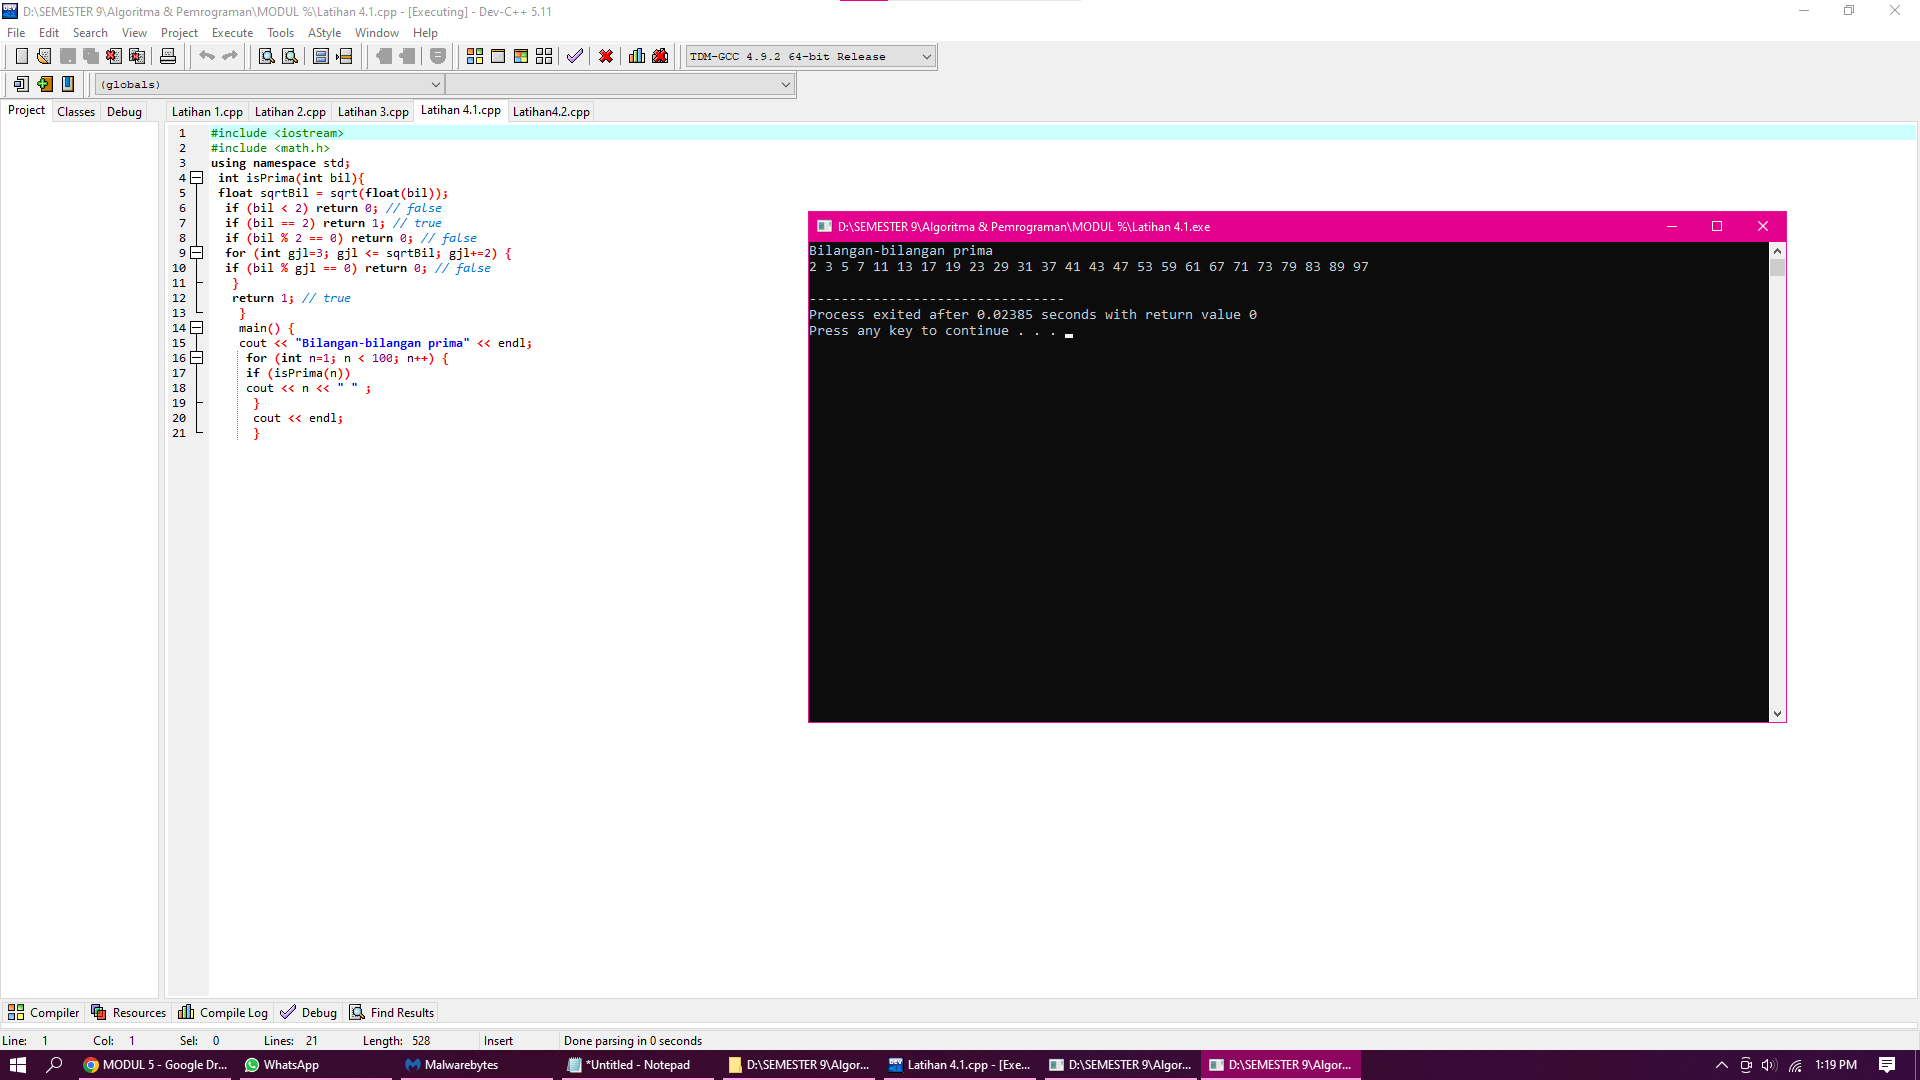 D:\SEMESTER 9\Algoritma & Pemrograman\MODUL %\Latihan 4.1.cpp - [Executing] - Dev-C++ 5.11
File Edit Search View Project Execute Tools AStyle Window Help
TDM-GCC 4.9.2 64-bit Release
(globals)
Project Classes Debug Latihan 1.cpp Latihan 2.cpp Latihan 3.cpp Latihan 4.1.cpp Latihan4.2.cpp
1 #include <iostream>
2 #include <math.h>
3 using namespace std;
4 int isPrima(int bil){
5 float sqrtBil = sqrt(float(bil));
6 if (bil < 2) return 0; // false
7 if (bil == 2) return 1; // true
8 if (bil % 2 == 0) return 0; // false
9 for (int gjl=3; gjl <= sqrtBil; gjl+=2) {
10 if (bil % gjl == 0) return 0; // false
11 }
12 return 1; // true
13 }
14 main() {
15 cout << "Bilangan-bilangan prima" << endl;
16 for (int n=1; n < 100; n++) {
17 if (isPrima(n))
18 cout << n << " " ;
19 }
20 cout << endl;
21 }
D:\SEMESTER 9\Algoritma & Pemrograman\MODUL %\Latihan 4.1.exe
Bilangan-bilangan prima
2 3 5 7 11 13 17 19 23 29 31 37 41 43 47 53 59 61 67 71 73 79 83 89 97
--------------------------------
Process exited after 0.02385 seconds with return value 0
Press any key to continue . . .
Compiler Resources Compile Log Debug Find Results
Line: 1 Col: 1 Sel: 0 Lines: 21 Length: 528 Insert Done parsing in 0 seconds
MODUL 5 - Google Dr... WhatsApp Malwarebytes *Untitled - Notepad D:\SEMESTER 9\Algor... Latihan 4.1.cpp - [Exe... D:\SEMESTER 9\Algor... D:\SEMESTER 9\Algor... 1:19 PM